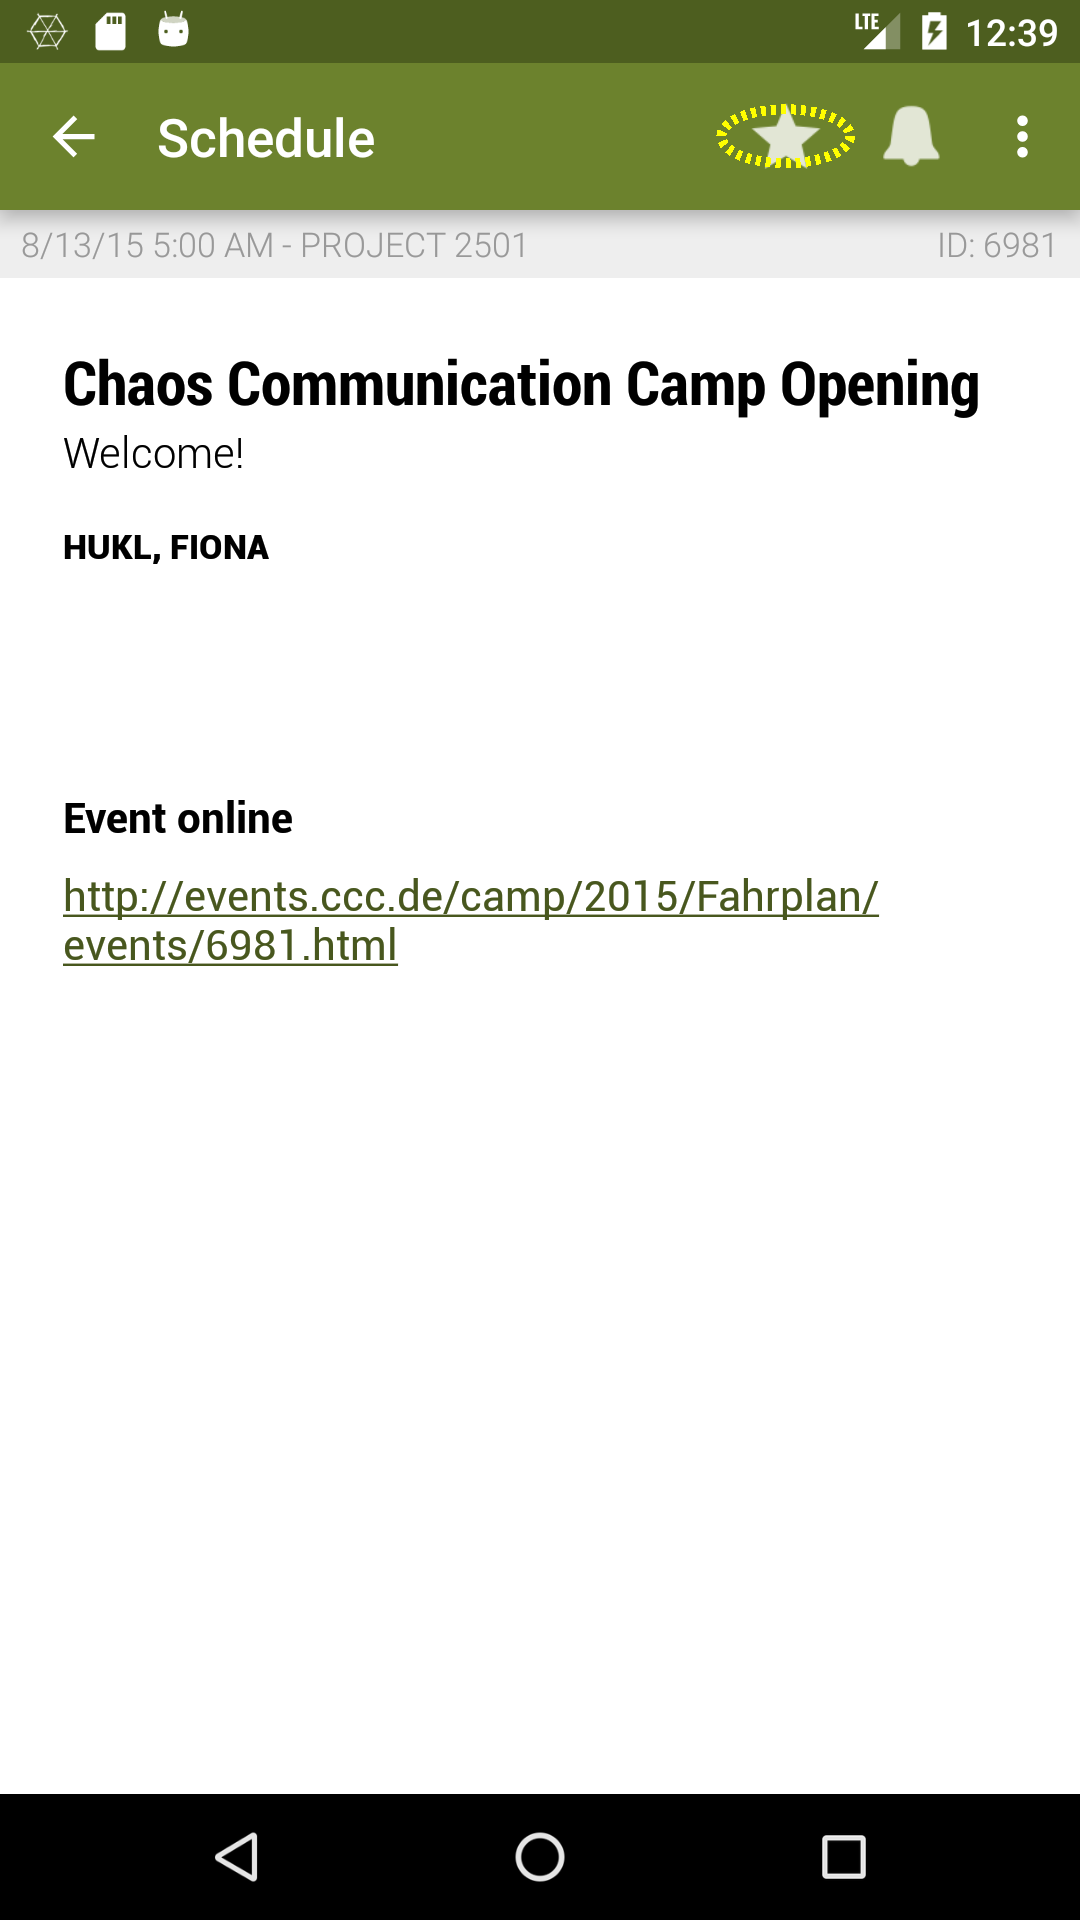 LTE 12:39
Schedule
8/13/15 5:00 AM - PROJECT 2501 ID: 6981
Chaos Communication Camp Opening
Welcome!
HUKL, FIONA
Event online
http://events.ccc.de/camp/2015/Fahrplan/
events/6981.html